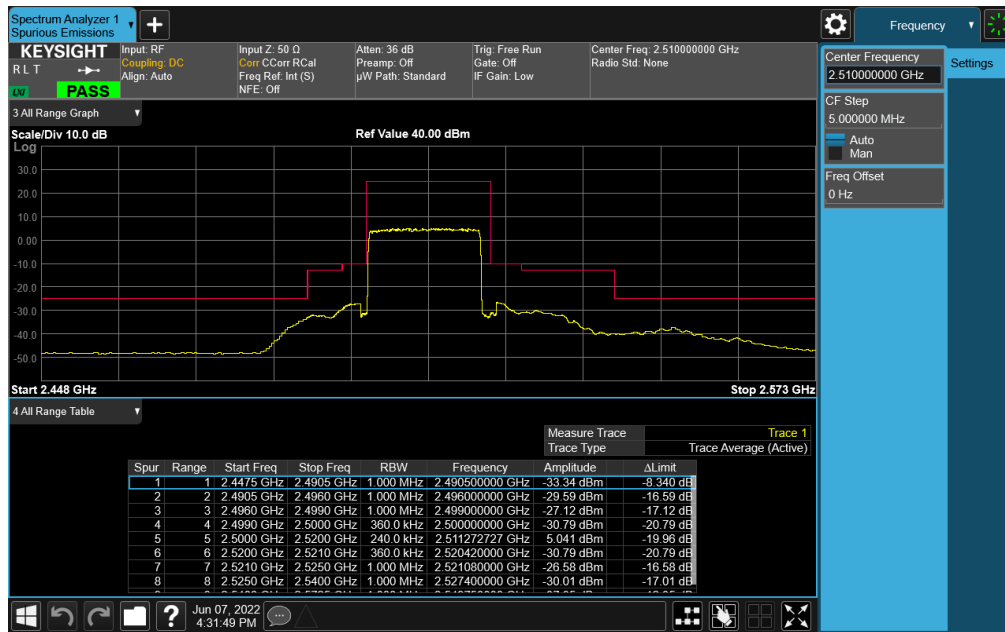 Spectrum Analyzer 1
Spurious Emissions
Frequency
KEYSIGHT
R L T
LXI
PASS
Input: RF
Coupling: DC
Align: Auto
Input Z: 50 Ω
Corr CCorr RCal
Freq Ref: Int (S)
NFE: Off
Atten: 36 dB
Preamp: Off
µW Path: Standard
Trig: Free Run
Gate: Off
IF Gain: Low
Center Freq: 2.510000000 GHz
Radio Std: None
Center Frequency
2.510000000 GHz
Settings
CF Step
5.000000 MHz
Auto
Man
Freq Offset
0 Hz
3 All Range Graph
Scale/Div 10.0 dB
Ref Value 40.00 dBm
Log
30.0
20.0
10.0
0.00
-10.0
-20.0
-30.0
-40.0
-50.0
Start 2.448 GHz
Stop 2.573 GHz
4 All Range Table
Measure Trace Trace 1
Trace Type Trace Average (Active)
Spur Range Start Freq Stop Freq RBW Frequency Amplitude ΔLimit
1 1 2.4475 GHz 2.4905 GHz 1.000 MHz 2.490500000 GHz -33.34 dBm -8.340 dB
2 2 2.4905 GHz 2.4960 GHz 1.000 MHz 2.496000000 GHz -29.59 dBm -16.59 dB
3 3 2.4960 GHz 2.4990 GHz 1.000 MHz 2.499000000 GHz -27.12 dBm -17.12 dB
4 4 2.4990 GHz 2.5000 GHz 360.0 kHz 2.500000000 GHz -30.79 dBm -20.79 dB
5 5 2.5000 GHz 2.5200 GHz 240.0 kHz 2.511272727 GHz 5.041 dBm -19.96 dB
6 6 2.5200 GHz 2.5210 GHz 360.0 kHz 2.520420000 GHz -30.79 dBm -20.79 dB
7 7 2.5210 GHz 2.5250 GHz 1.000 MHz 2.521080000 GHz -26.58 dBm -16.58 dB
8 8 2.5250 GHz 2.5400 GHz 1.000 MHz 2.527400000 GHz -30.01 dBm -17.01 dB
Jun 07, 2022
4:31:49 PM